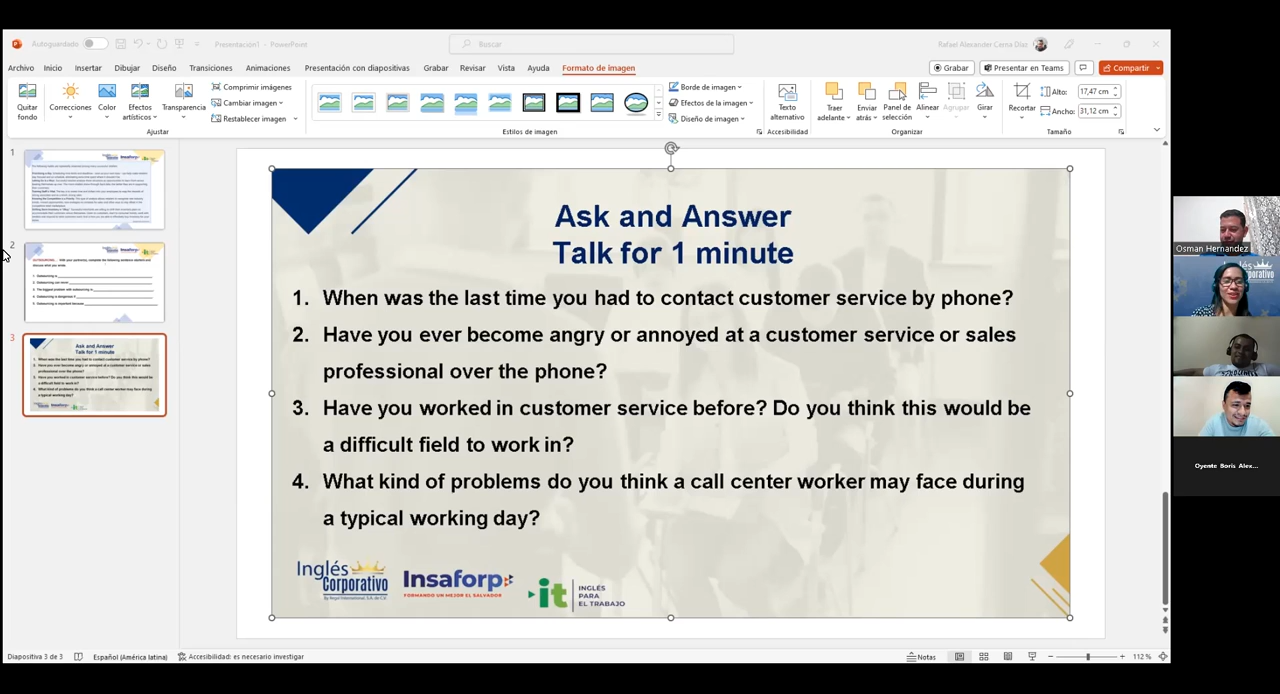 Autoguardado
Presentación1 - PowerPoint
Buscar
Rafael Alexander Cerna Díaz
Archivo Inicio Insertar Dibujar Diseño Transiciones Animaciones Presentación con diapositivas Grabar Revisar Vista Ayuda Formato de imagen
Grabar
Presentar en Teams
Compartir
Quitar fondo
Correcciones
Color
Efectos artísticos
Transparencia
Comprimir imágenes
Cambiar imagen
Restablecer imagen
Ajustar
Estilos de imagen
Borde de imagen
Efectos de la imagen
Diseño de imagen
Texto alternativo
Accesibilidad
Traer adelante
Enviar atrás
Panel de selección
Alinear
Agrupar
Girar
Organizar
Recortar
Alto: 17,47 cm
Ancho: 31,12 cm
Tamaño
1
2
3
Ask and Answer
Talk for 1 minute
1. When was the last time you had to contact customer service by phone?
2. Have you ever become angry or annoyed at a customer service or sales
professional over the phone?
3. Have you worked in customer service before? Do you think this would be
a difficult field to work in?
4. What kind of problems do you think a call center worker may face during
a typical working day?
Inglés
Corporativo
Insaforp
FORMANDO UN MEJOR EL SALVADOR
it
INGLÉS
PARA
EL TRABAJO
Osman Hernandez
Oyente Boris Alex...
Diapositiva 3 de 3
Español (América latina)
Accesibilidad: es necesario investigar
Notas
112 %